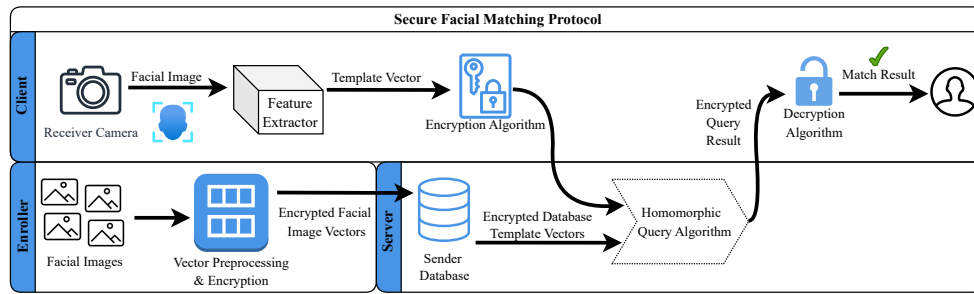 Secure Facial Matching Protocol
Client
Facial Image
Receiver Camera
Feature
Extractor
Template Vector
Encryption Algorithm
Encrypted
Query
Result
Decryption
Algorithm
Match Result
Enroller
Facial Images
Vector Preprocessing
& Encryption
Encrypted Facial
Image Vectors
Server
Sender
Database
Encrypted Database
Template Vectors
Homomorphic
Query Algorithm